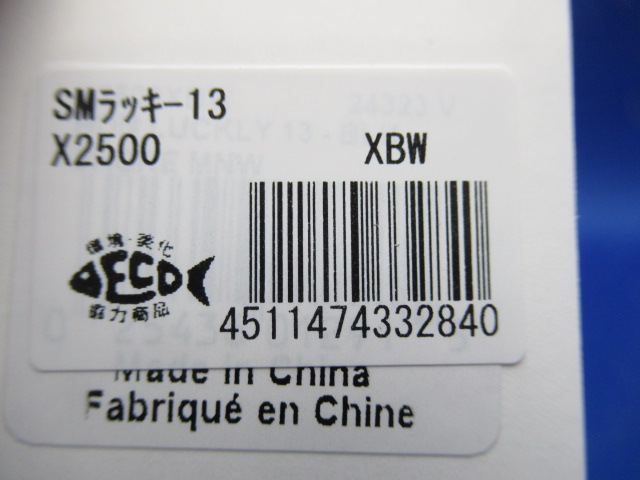 SMラッキー13
X2500 XBW
環境・美化
ECO
協力商品
4511474332840
Made in China
Fabriqué en Chine